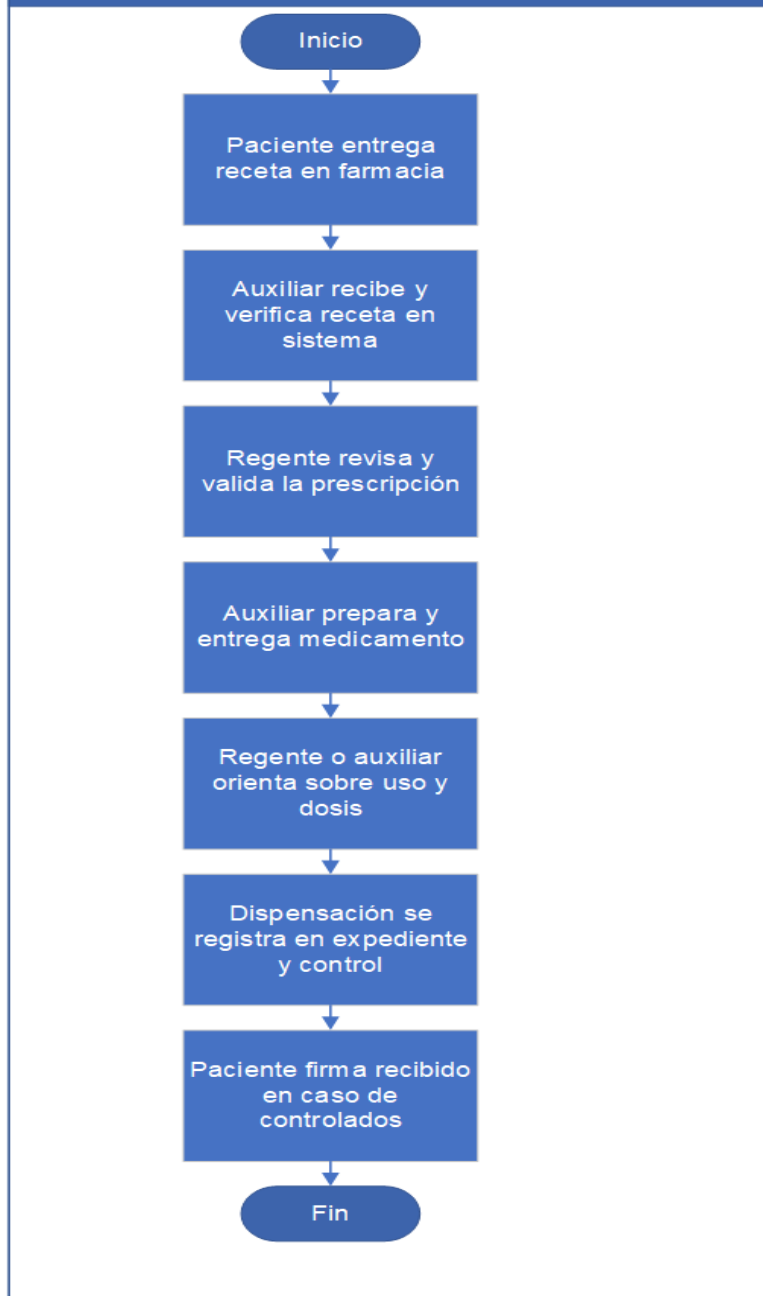 Inicio
Paciente entrega
receta en farmacia
Auxiliar recibe y
verifica receta en
sistema
Regente revisa y
valida la prescripción
Auxiliar prepara y
entrega medicamento
Regente o auxiliar
orienta sobre uso y
dosis
Dispensación se
registra en expediente
y control
Paciente firma recibido
en caso de
controlados
Fin